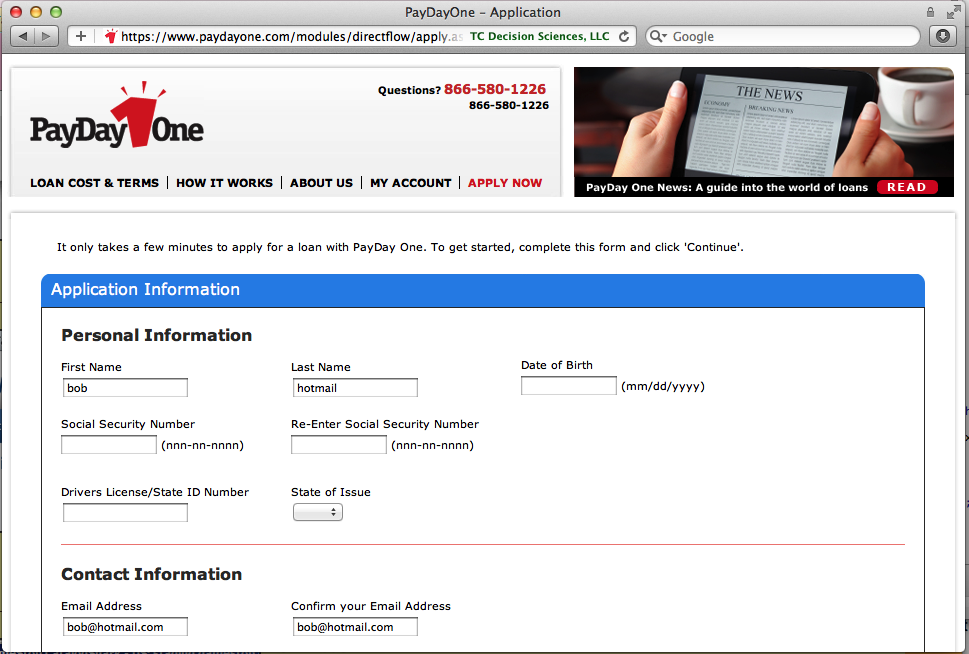 PayDayOne – Application
https://www.paydayone.com/modules/directflow/apply.as TC Decision Sciences, LLC Google
Questions? 866-580-1226
866-580-1226
PayDay One
LOAN COST & TERMS HOW IT WORKS ABOUT US MY ACCOUNT APPLY NOW
THE NEWS
ECONOMY BREAKING NEWS
PayDay One News: A guide into the world of loans READ
It only takes a few minutes to apply for a loan with PayDay One. To get started, complete this form and click 'Continue'.
Application Information
Personal Information
First Name Last Name Date of Birth
bob hotmail (mm/dd/yyyy)
Social Security Number Re-Enter Social Security Number
(nnn-nn-nnnn) (nnn-nn-nnnn)
Drivers License/State ID Number State of Issue
Contact Information
Email Address Confirm your Email Address
bob@hotmail.com bob@hotmail.com